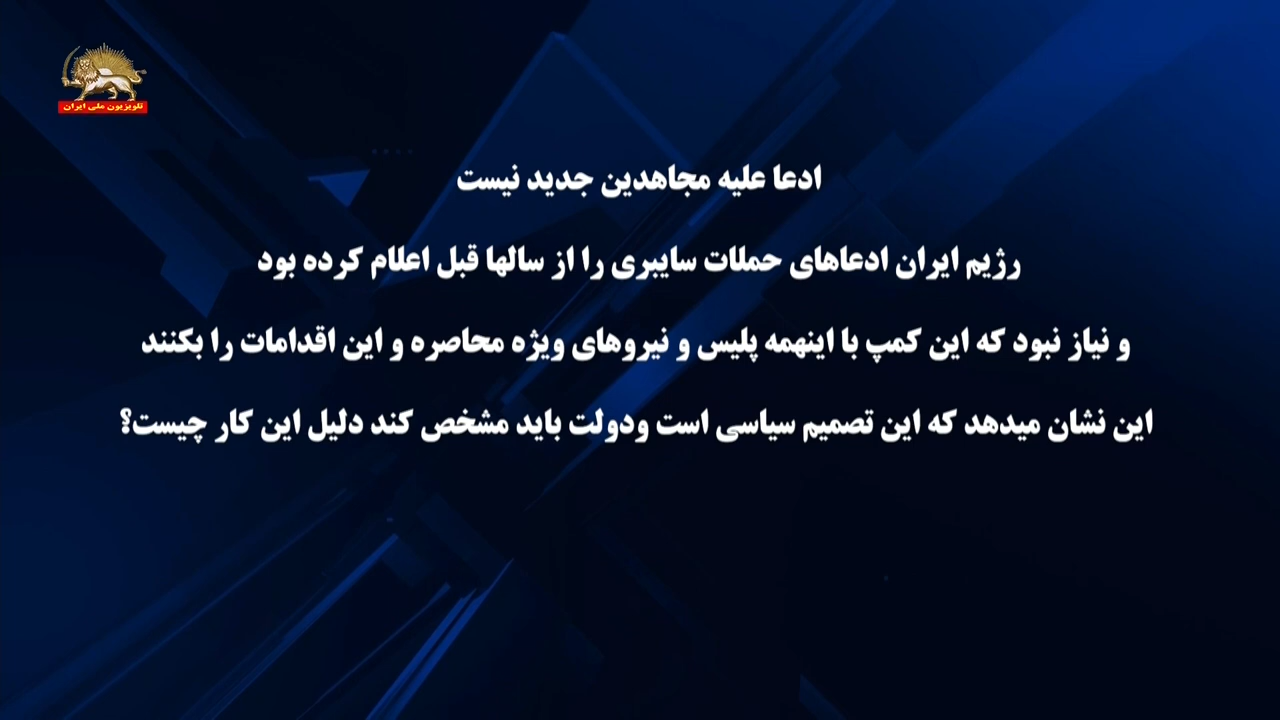 تلویزیون ملی ایران
ادعا علیه مجاهدین جدید نیست
رژیم ایران ادعاهای حملات سایبری را از سالها قبل اعلام کرده بود
و نیاز نبود که این کمپ با اینهمه پلیس و نیروهای ویژه محاصره و این اقدامات را بکنند
این نشان میدهد که این تصمیم سیاسی است ودولت باید مشخص کند دلیل این کار چیست؟